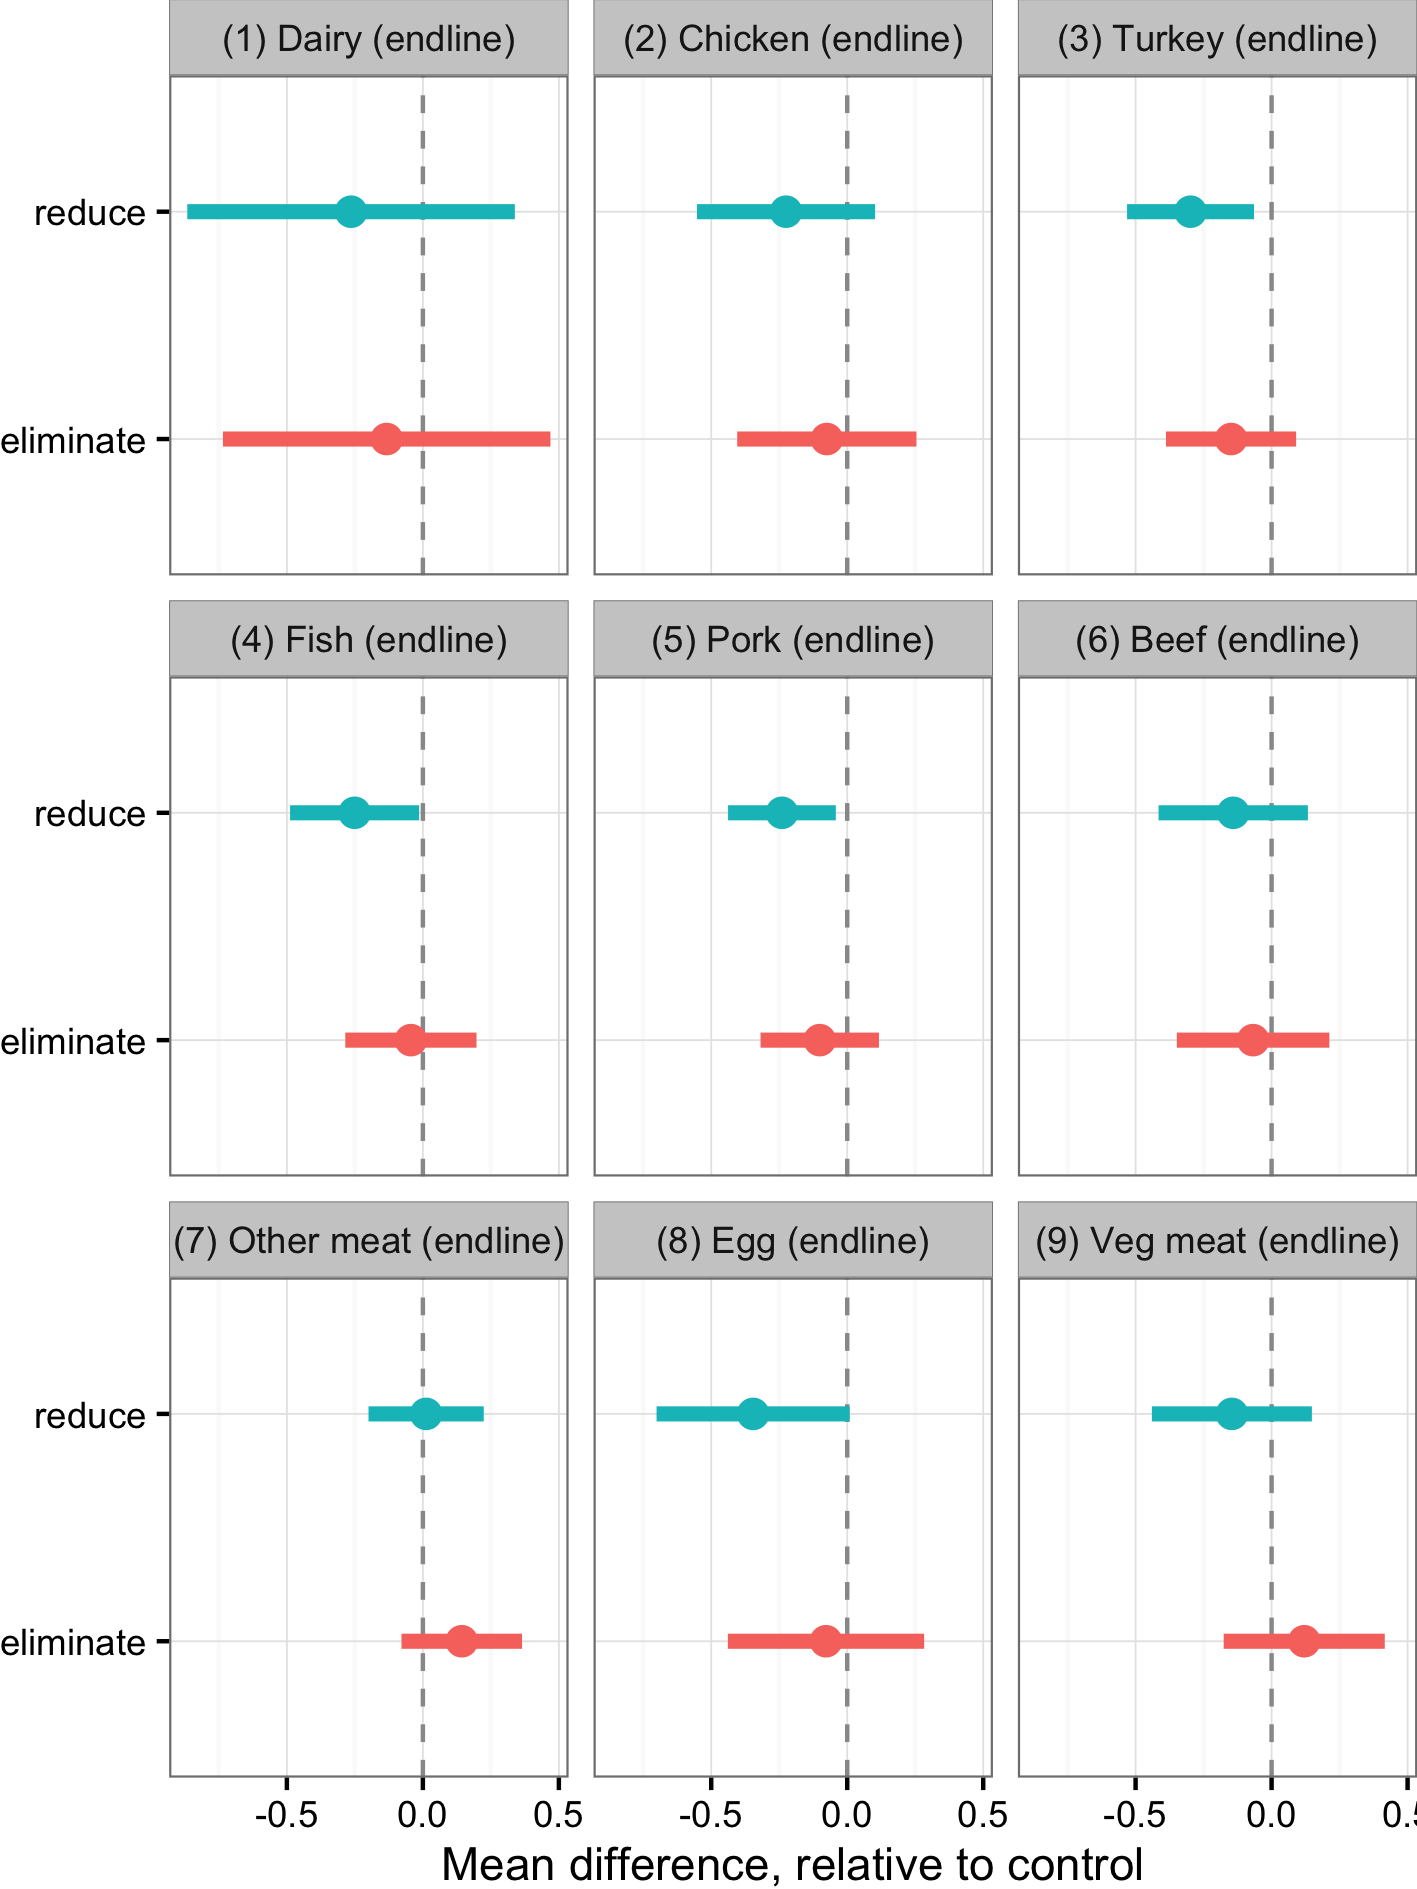 (1) Dairy (endline) (2) Chicken (endline) (3) Turkey (endline)
reduce
eliminate
(4) Fish (endline) (5) Pork (endline) (6) Beef (endline)
reduce
eliminate
(7) Other meat (endline) (8) Egg (endline) (9) Veg meat (endline)
reduce
eliminate
-0.5 0.0 0.5 -0.5 0.0 0.5 -0.5 0.0
Mean difference, relative to control